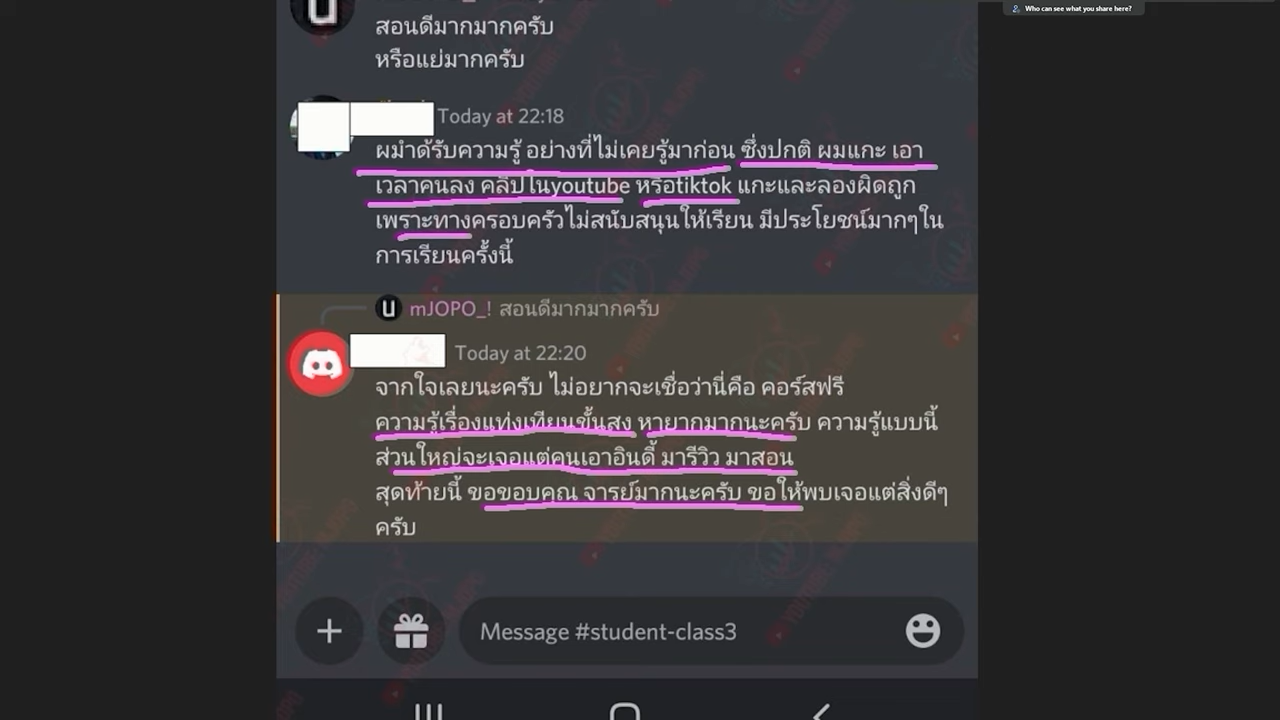 Who can see what you share here?
สอนดีมากมากครับ
หรือแย่มากครับ
Today at 22:18
ผมำด้รับความรู้ อย่างที่ไม่เคยรู้มาก่อน ซึ่งปกติ ผมแกะ เอา
เวลาคนลง คลิปในyoutube หรือtiktok แกะและลองผิดถูก
เพราะทางครอบครัวไม่สนับสนุนให้เรียน มีประโยชน์มากๆใน
การเรียนครั้งนี้
mJOPO_! สอนดีมากมากครับ
Today at 22:20
จากใจเลยนะครับ ไม่อยากจะเชื่อว่านี่คือ คอร์สฟรี
ความรู้เรื่องแท่งเทียนขั้นสูง หายากมากนะครับ ความรู้แบบนี้
ส่วนใหญ่จะเจอแต่คนเอาอินดี้ มารีวิว มาสอน
สุดท้ายนี้ ขอขอบคุณ จารย์มากนะครับ ขอให้พบเจอแต่สิ่งดีๆ
ครับ
Message #student-class3